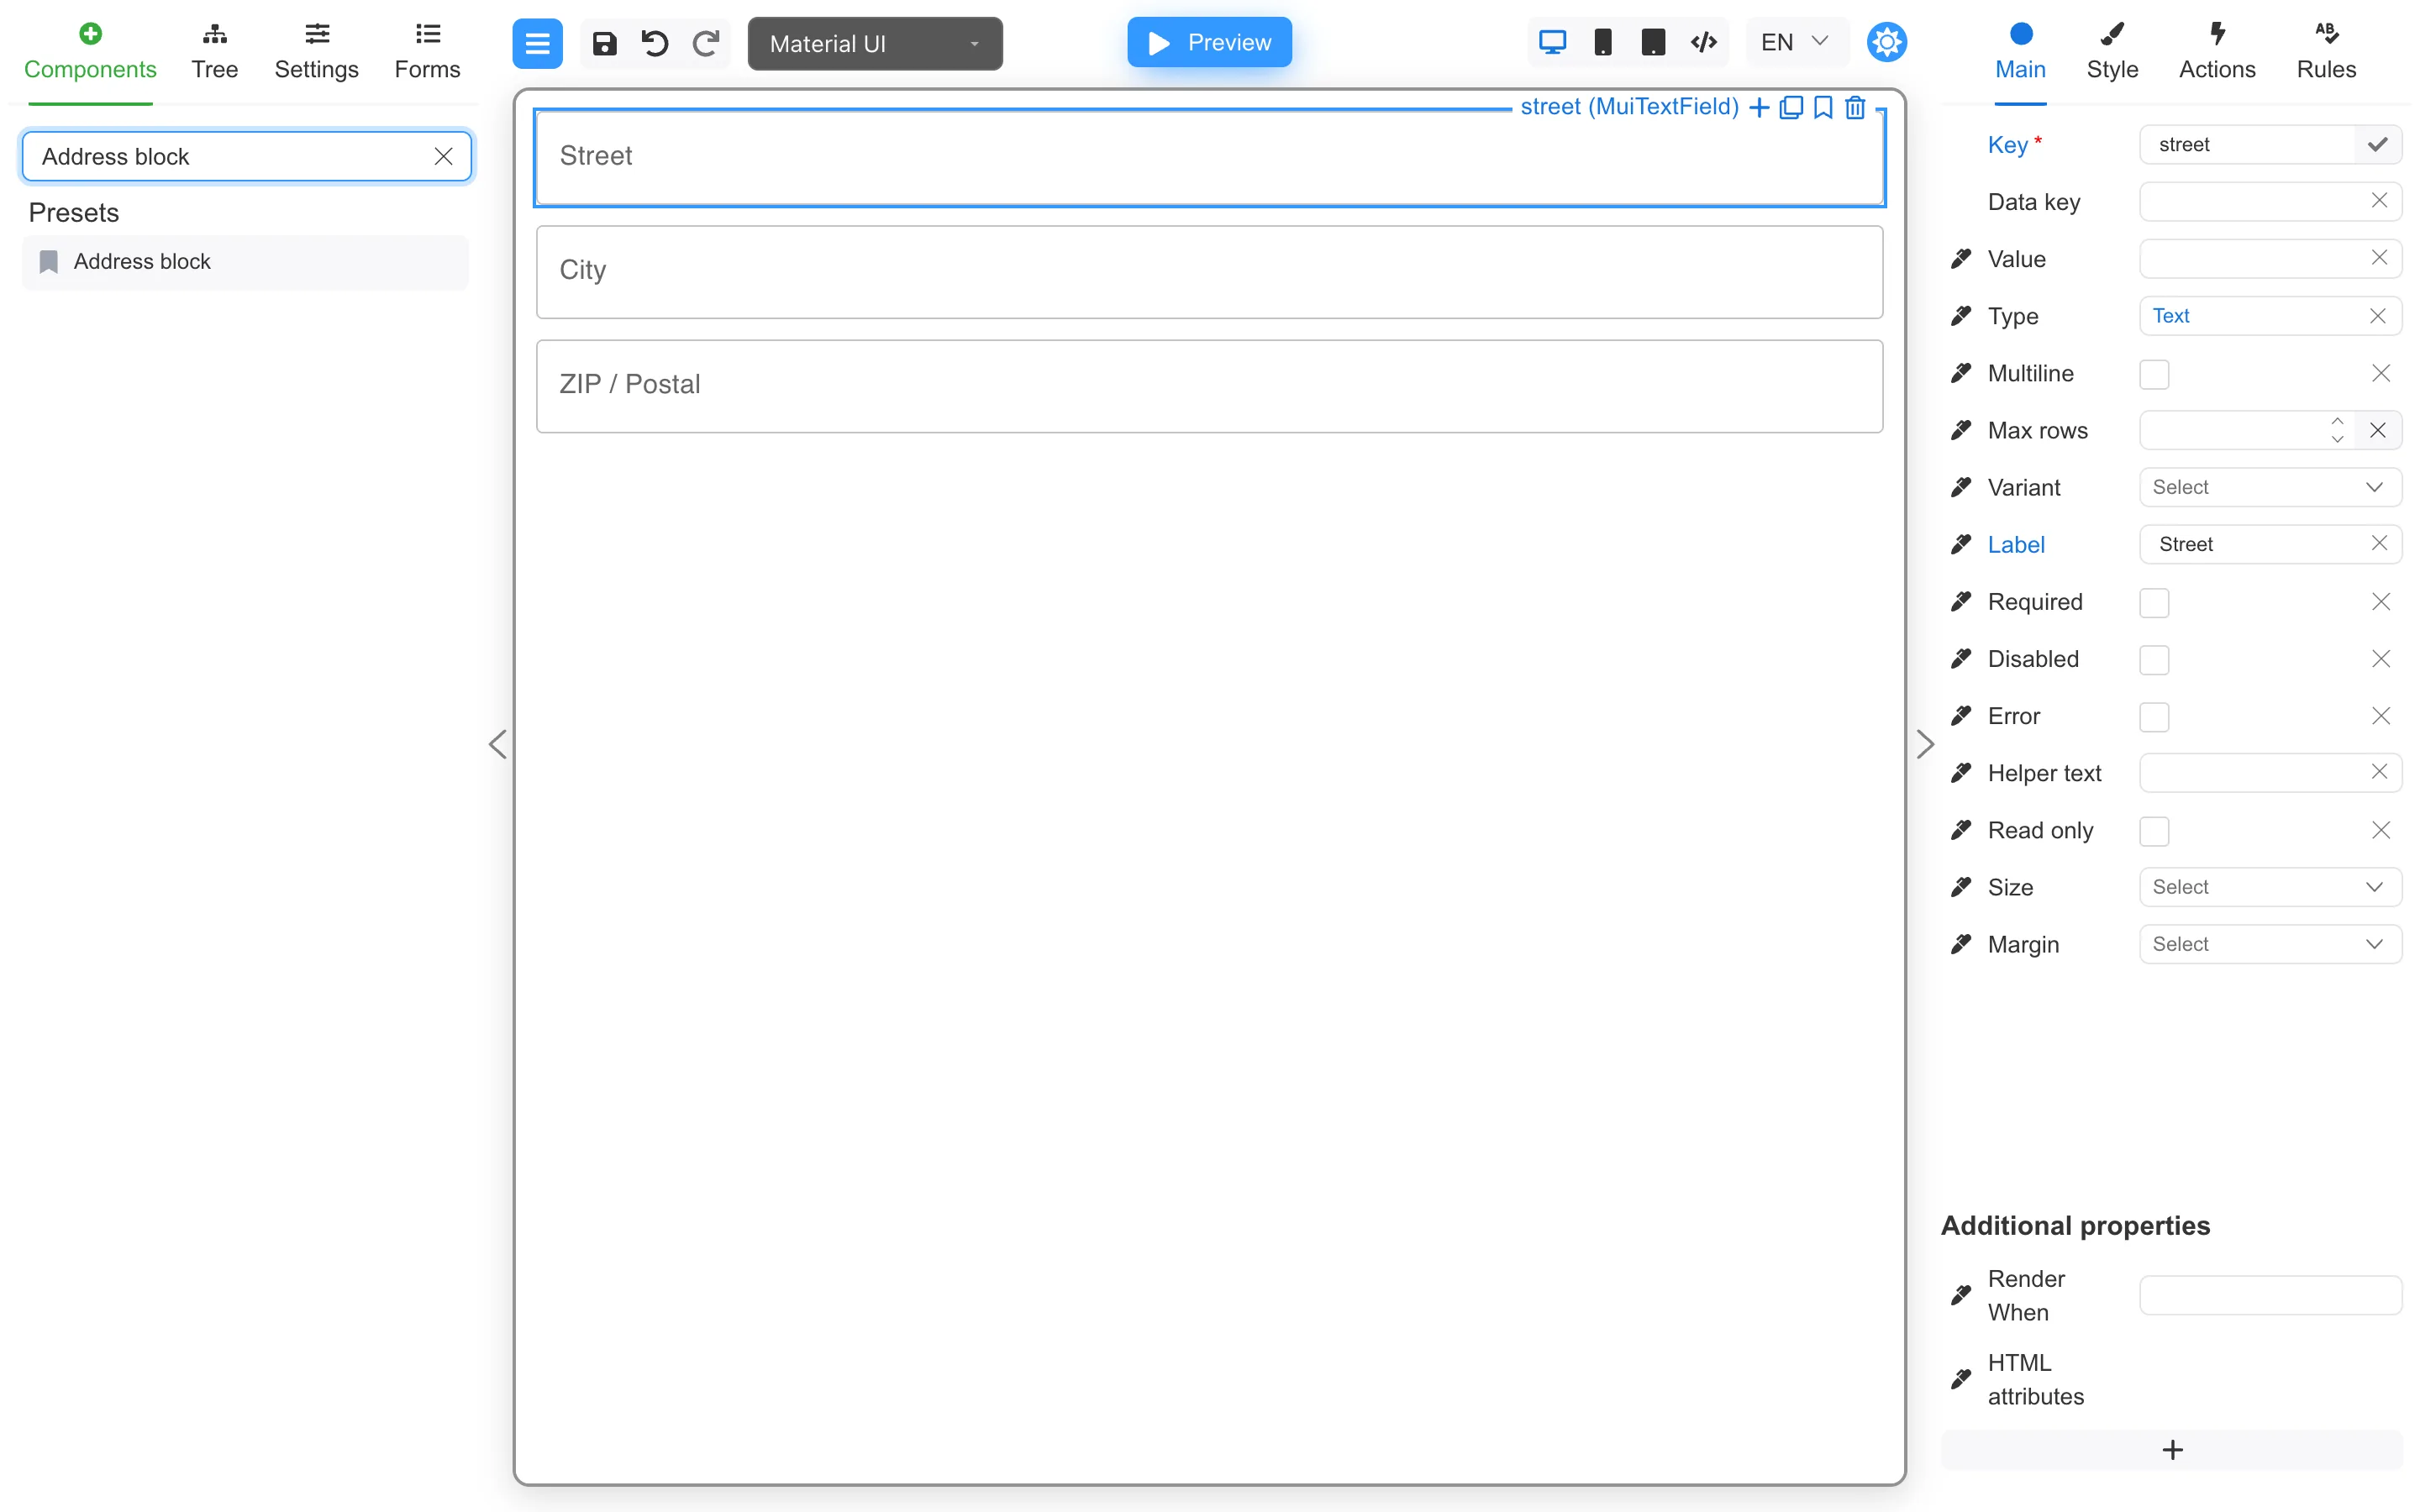 Components
Tree
Settings
Forms
Material UI
Preview
EN
Main
Style
Actions
AB
Rules
Address block
Presets
Address block
street (MuiTextField)
Street
City
ZIP / Postal
Key *
street
Data key
Value
Type
Text
Multiline
Max rows
Variant
Select
Label
Street
Required
Disabled
Error
Helper text
Read only
Size
Select
Margin
Select
Additional properties
Render
When
HTML
attributes